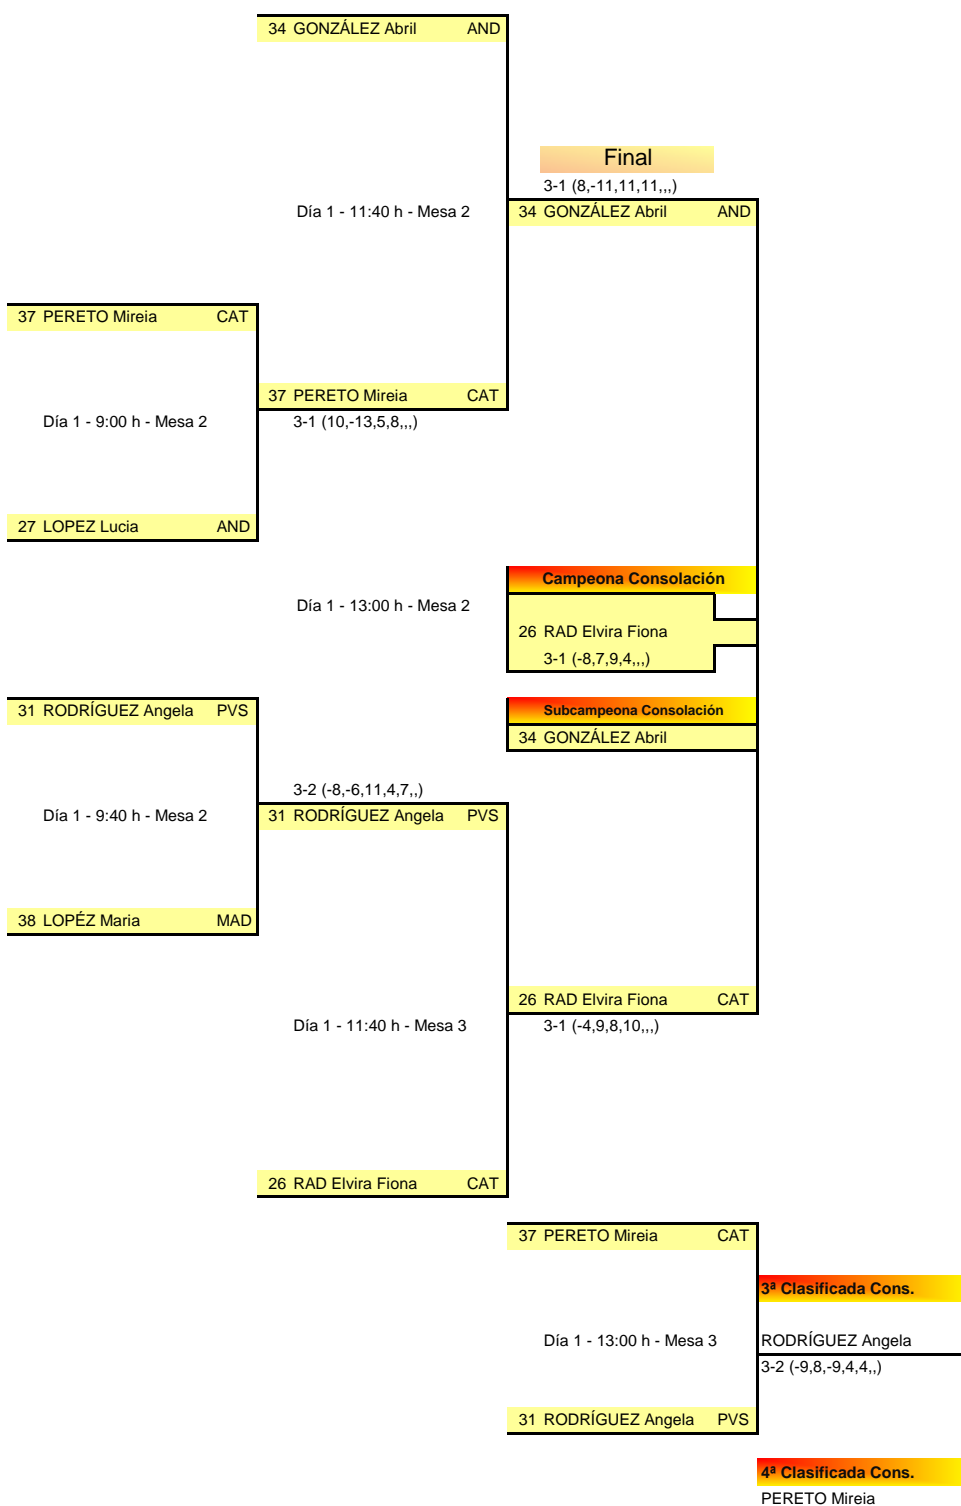 34 GONZÁLEZ Abril AND
Final
3-1 (8,-11,11,11,,,)
Día 1 - 11:40 h - Mesa 2
34 GONZÁLEZ Abril AND
37 PERETO Mireia CAT
37 PERETO Mireia CAT
Día 1 - 9:00 h - Mesa 2
3-1 (10,-13,5,8,,,)
27 LOPEZ Lucia AND
Campeona Consolación
Día 1 - 13:00 h - Mesa 2
26 RAD Elvira Fiona
3-1 (-8,7,9,4,,,)
31 RODRÍGUEZ Angela PVS
Subcampeona Consolación
34 GONZÁLEZ Abril
3-2 (-8,-6,11,4,7,,)
Día 1 - 9:40 h - Mesa 2
31 RODRÍGUEZ Angela PVS
38 LOPÉZ Maria MAD
26 RAD Elvira Fiona CAT
Día 1 - 11:40 h - Mesa 3
3-1 (-4,9,8,10,,,)
26 RAD Elvira Fiona CAT
37 PERETO Mireia CAT
3ª Clasificada Cons.
Día 1 - 13:00 h - Mesa 3
RODRÍGUEZ Angela
3-2 (-9,8,-9,4,4,,)
31 RODRÍGUEZ Angela PVS
4ª Clasificada Cons.
PERETO Mireia